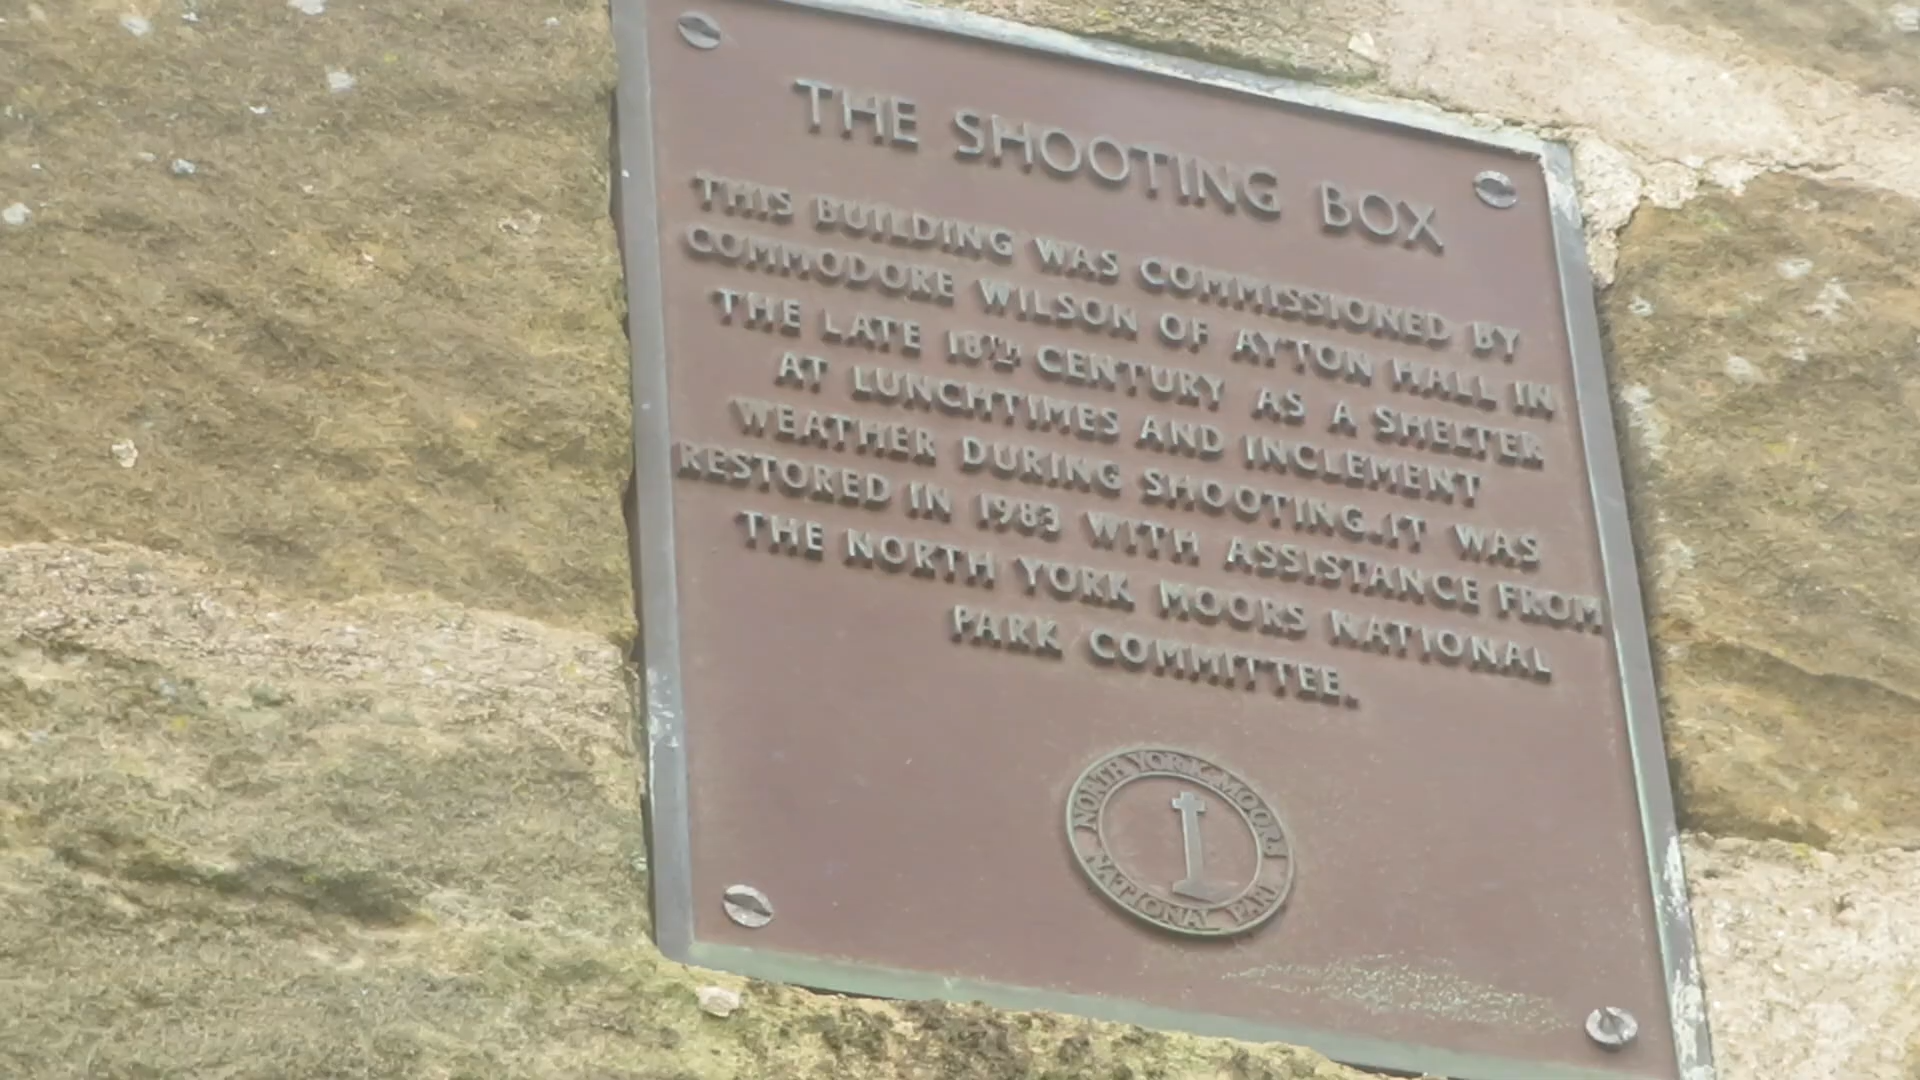 THE SHOOTING BOX
THIS BUILDING WAS COMMISSIONED BY
COMMODORE WILSON OF AYTON HALL IN
THE LATE 18TH CENTURY AS A SHELTER
AT LUNCHTIMES AND INCLEMENT
WEATHER DURING SHOOTING. IT WAS
RESTORED IN 1983 WITH ASSISTANCE FROM
THE NORTH YORK MOORS NATIONAL
PARK COMMITTEE.
NORTH YORK MOORS
NATIONAL PARK